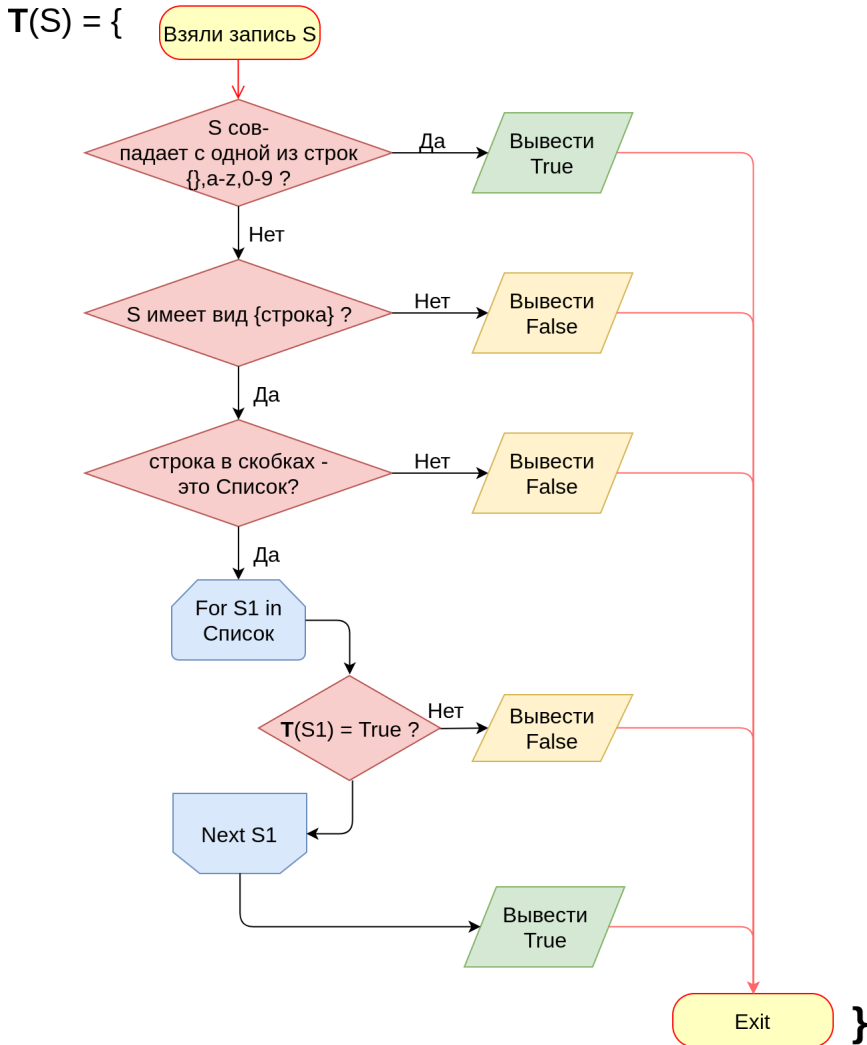 T(S) = {
Взяли запись S
S сов-
падает с одной из строк
{},a-z,0-9 ?
Да
Вывести
True
Нет
S имеет вид {строка} ?
Нет
Вывести
False
Да
строка в скобках -
это Список?
Нет
Вывести
False
Да
For S1 in
Список
T(S1) = True ?
Нет
Вывести
False
Next S1
Вывести
True
Exit
}